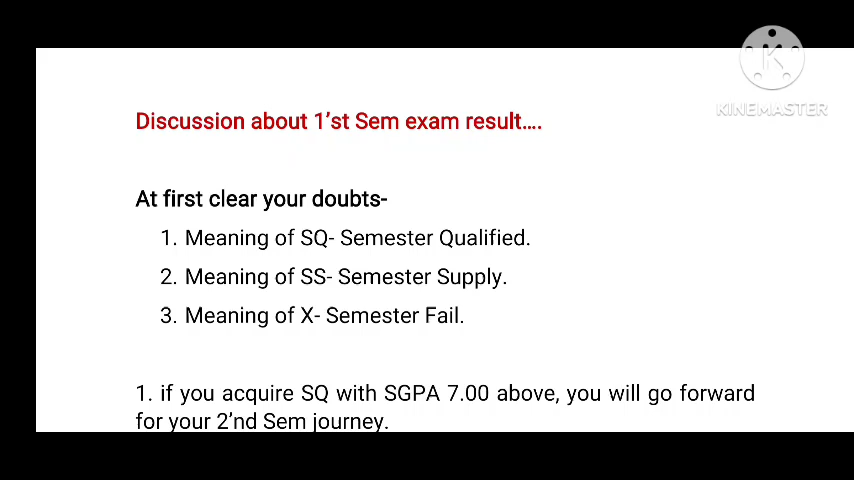 KINEMASTER
Discussion about 1’st Sem exam result....
At first clear your doubts-
1. Meaning of SQ- Semester Qualified.
2. Meaning of SS- Semester Supply.
3. Meaning of X- Semester Fail.
1. if you acquire SQ with SGPA 7.00 above, you will go forward
for your 2’nd Sem journey.